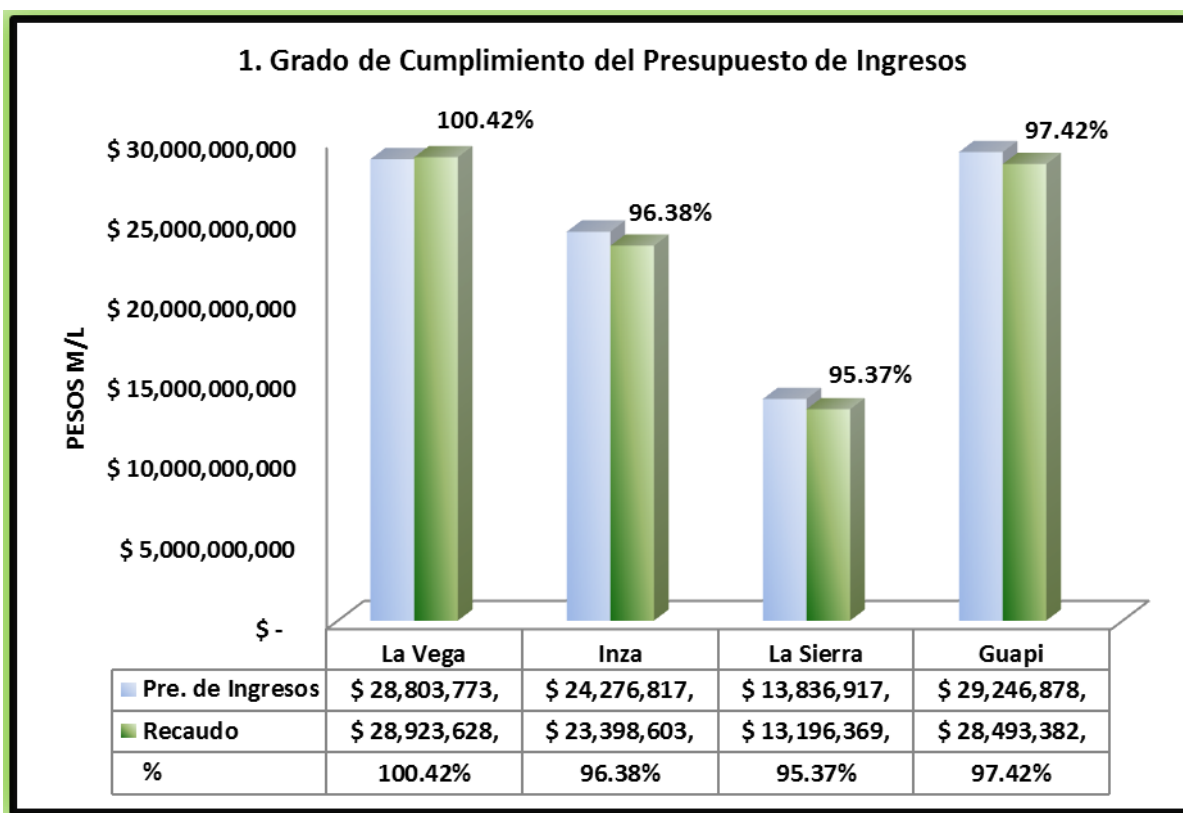 1. Grado de Cumplimiento del Presupuesto de Ingresos
100.42%
97.42%
96.38%
95.37%
PESOS M/L
$ 30,000,000,000
$ 25,000,000,000
$ 20,000,000,000
$ 15,000,000,000
$ 10,000,000,000
$ 5,000,000,000
$ -
La Vega Inza La Sierra Guapi
Pre. de Ingresos $ 28,803,773, $ 24,276,817, $ 13,836,917, $ 29,246,878,
Recaudo $ 28,923,628, $ 23,398,603, $ 13,196,369, $ 28,493,382,
% 100.42% 96.38% 95.37% 97.42%